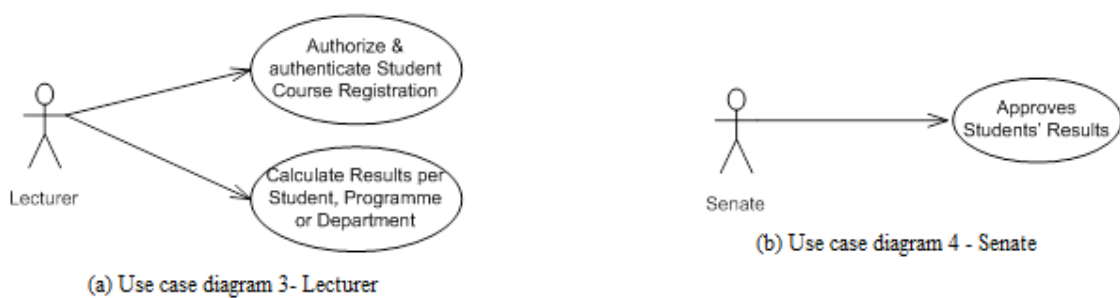 Authorize &
authenticate Student
Course Registration
Lecturer
Calculate Results per
Student, Programme
or Department
(a) Use case diagram 3- Lecturer
Approves
Students' Results
Senate
(b) Use case diagram 4 - Senate